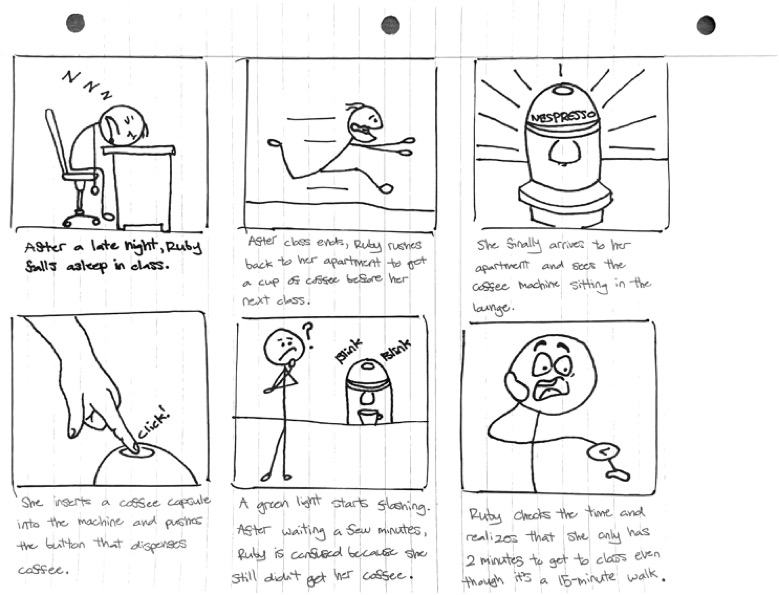 N N N
After a late night, Ruby
falls asleep in class.
After class ends, Ruby rushes
back to her apartment to get
a cup of coffee before her
next class.
NESPRESSO
She finally arrives to her
apartment and sees the
coffee machine sitting in the
lounge.
click!
She inserts a coffee capsule
into the machine and pushes
the button that dispenses
coffee.
?
Blink Blink
A green light starts flashing.
After waiting a few minutes,
Ruby is confused because she
still didn't get her coffee.
Ruby checks the time and
realizes that she only has
2 minutes to get to class even
though it's a 15-minute walk.